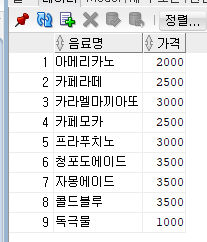 정렬...
음료명 가격
1 아메리카노 2000
2 카페라떼 2500
3 카라멜마끼아또 3000
4 카페모카 2500
5 프라푸치노 3000
6 청포도에이드 3500
7 자몽에이드 3500
8 콜드블루 3500
9 독극물 1000